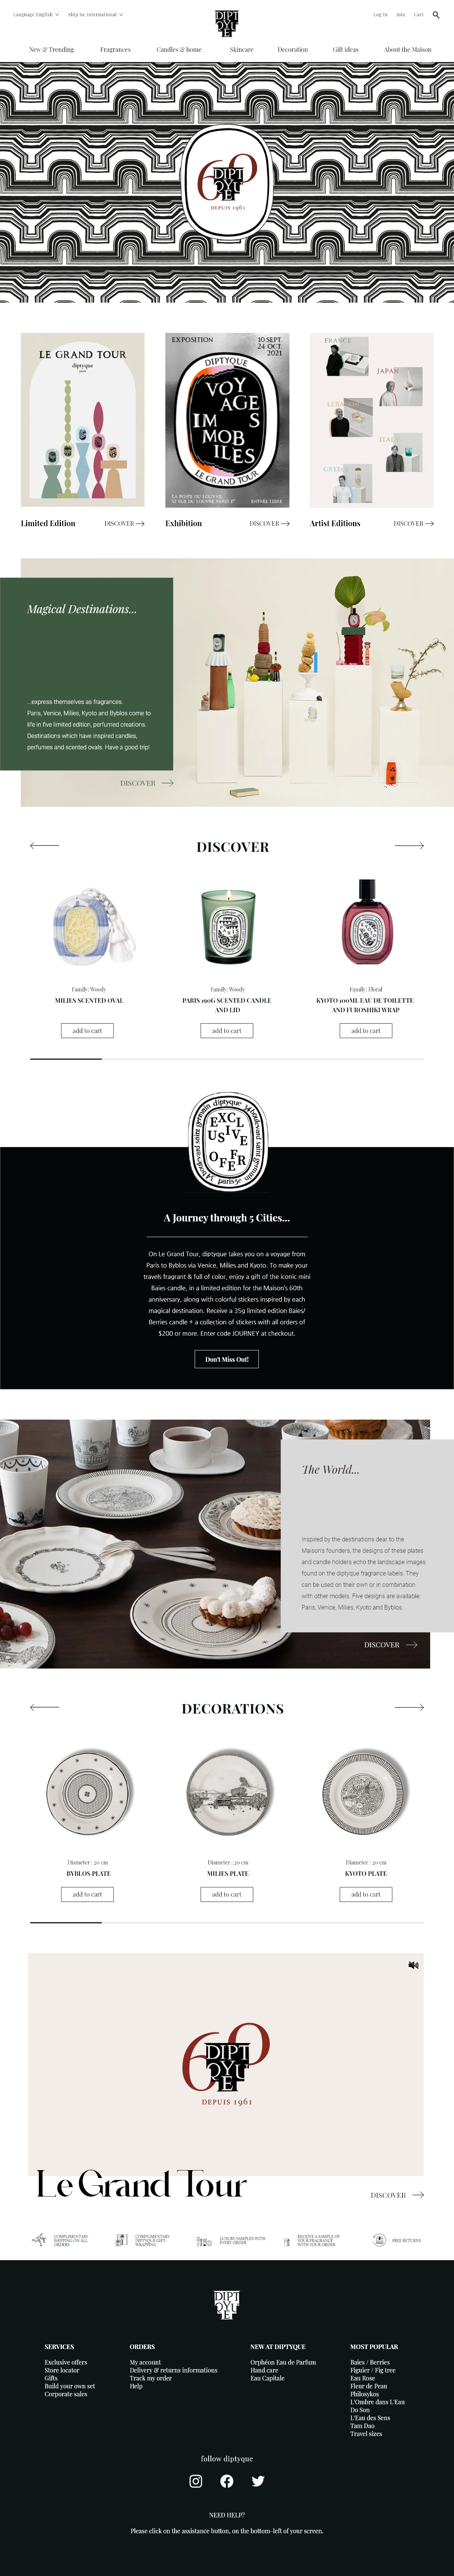 Language English
Ship to: International
DIPTYQUE
Log In
Join
Cart
New & Trending
Fragrances
Candles & home
Skincare
Decoration
Gift ideas
About the Maison
60
DIPTYQUE
DEPUIS 1961
LE GRAND TOUR
diptyque
paris
EXPOSITION
10 SEPT.
24 OCT.
2021
DIPTYQUE
VOY
AGES
IM MOB
ILES
LE GRAND TOUR
LA POSTE DU LOUVRE
ENTRÉE LIBRE
FRANCE
JAPAN
ITALY
Limited Edition
DISCOVER
Exhibition
DISCOVER
Artist Editions
DISCOVER
Magical Destinations...
...express themselves as fragrances.
Paris, Venice, Milies, Kyoto and Byblos come to
life in five limited edition, perfumed creations.
Destinations which have inspired candles,
perfumes and scented ovals. Have a good trip!
DISCOVER
DISCOVER
Family: Woody
MILIES SCENTED OVAL
add to cart
Family: Woody
PARIS 190G SCENTED CANDLE
AND LID
add to cart
Family: Floral
KYOTO 100ML EAU DE TOILETTE
AND FUROSHIKI WRAP
add to cart
diptyque 34 boulevard saint germain paris5e
EXCL
USIVE
OFFER
A Journey through 5 Cities...
On Le Grand Tour, diptyque takes you on a voyage from
Paris to Byblos via Venice, Milies and Kyoto. To make your
travels fragrant & full of color, enjoy a gift of the iconic mini
Baies candle, in a limited edition for the Maison's 60th
anniversary, along with colorful stickers inspired by each
magical destination. Receive a 35g limited edition Baies/
Berries candle + a collection of stickers with all orders of
$200 or more. Enter code JOURNEY at checkout.
Don't Miss Out!
The World...
Inspired by the destinations dear to the
Maison's founders, the designs of these plates
and candle holders echo the landscape images
found on the diptyque fragrance labels. They
can be used on their own or in combination
with other models. Five designs are available:
Paris, Venice, Milies, Kyoto and Byblos.
DISCOVER
DECORATIONS
Diameter : 20 cm
BYBLOS PLATE
add to cart
Diameter : 20 cm
MILIES PLATE
add to cart
Diameter : 20 cm
KYOTO PLATE
add to cart
60
DIPTYQUE
DEPUIS 1961
Le Grand Tour
DISCOVER
COMPLIMENTARY
SHIPPING ON ALL
ORDERS
COMPLIMENTARY
DIPTYQUE GIFT-
WRAPPING
LUXURY SAMPLES WITH
EVERY ORDER
RECEIVE A SAMPLE OF
YOUR FRAGRANCE
WITH YOUR ORDER
FREE RETURNS
DIPTYQUE
SERVICES
Exclusive offers
Store locator
Gifts
Build your own set
Corporate sales
ORDERS
My account
Delivery & returns informations
Track my order
Help
NEW AT DIPTYQUE
Orphéon Eau de Parfum
Hand care
Eau Capitale
MOST POPULAR
Baies / Berries
Figuier / Fig tree
Eau Rose
Fleur de Peau
Philosykos
L'Ombre dans L'Eau
Do Son
L'Eau des Sens
Tam Dao
Travel sizes
follow diptyque
NEED HELP?
Please click on the assistance button, on the bottom-left of your screen.